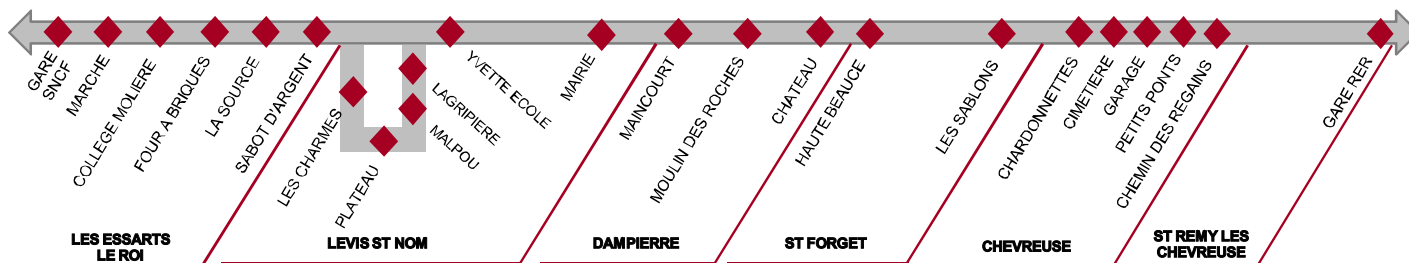 GARE
SNCF
MARCHE
COLLEGE MOLIERE
FOUR A BRIQUES
LA SOURCE
SABOT D'ARGENT
LES CHARMES
PLATEAU
MALPOU
LAGRIPIERE
YVETTE ECOLE
MAIRIE
MAINCOURT
MOULIN DES ROCHES
CHATEAU
HAUTE BEAUCE
LES SABLONS
CHARDONNETTES
CIMETIERE
GARAGE
PETITS PONTS
CHEMIN DES REGAINS
GARE RER
LES ESSARTS
LE ROI
LEVIS ST NOM
DAMPIERRE
ST FORGET
CHEVREUSE
ST REMY LES
CHEVREUSE